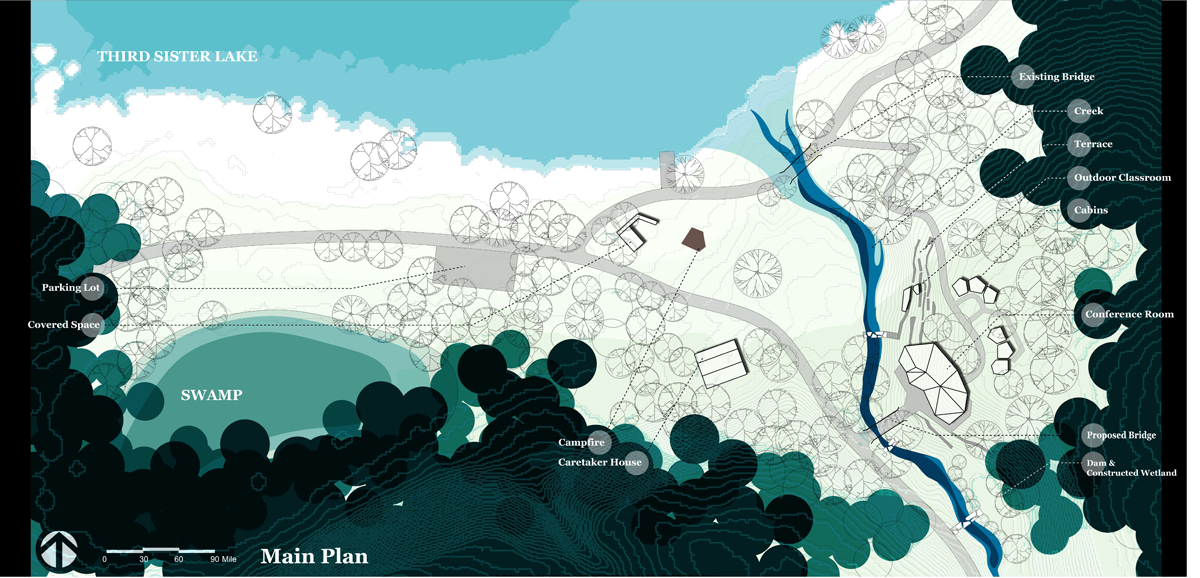 THIRD SISTER LAKE
Existing Bridge
Creek
Terrace
Outdoor Classroom
Cabins
Parking Lot
Covered Space
Conference Room
SWAMP
Campfire
Caretaker House
Proposed Bridge
Dam &
Constructed Wetland
0 30 60 90 Mile
Main Plan